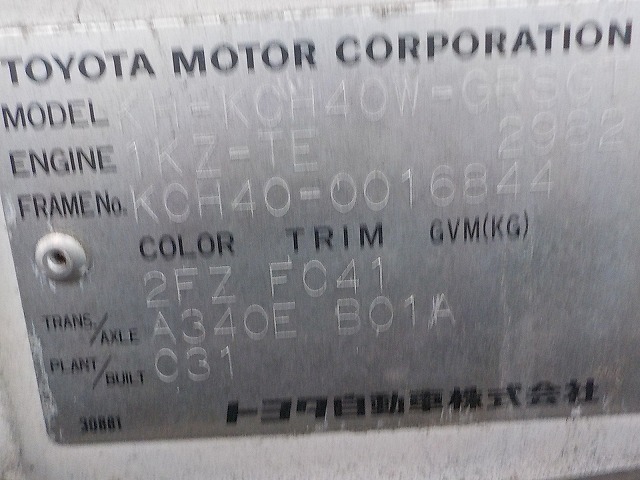 TOYOTA MOTOR CORPORATION
MODEL KH-KCH40W-GRSGT
ENGINE 1KZ-TE 2982
FRAME No. KCH40-0016844
COLOR TRIM GVM(KG)
2FZ FC41
TRANS/AXLE A340E B01A
PLANT/BUILT C31
トヨタ自動車株式会社
30881